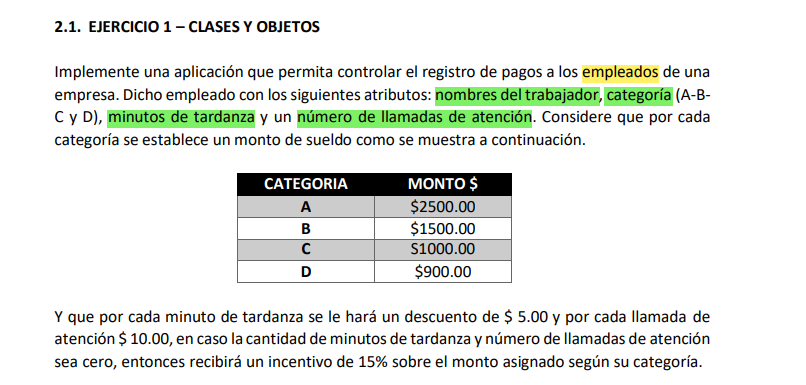 2.1. EJERCICIO 1 – CLASES Y OBJETOS
Implemente una aplicación que permita controlar el registro de pagos a los empleados de una
empresa. Dicho empleado con los siguientes atributos: nombres del trabajador, categoría (A-B-
C y D), minutos de tardanza y un número de llamadas de atención. Considere que por cada
categoría se establece un monto de sueldo como se muestra a continuación.
CATEGORIA MONTO $
A $2500.00
B $1500.00
C S1000.00
D $900.00
Y que por cada minuto de tardanza se le hará un descuento de $ 5.00 y por cada llamada de
atención $ 10.00, en caso la cantidad de minutos de tardanza y número de llamadas de atención
sea cero, entonces recibirá un incentivo de 15% sobre el monto asignado según su categoría.